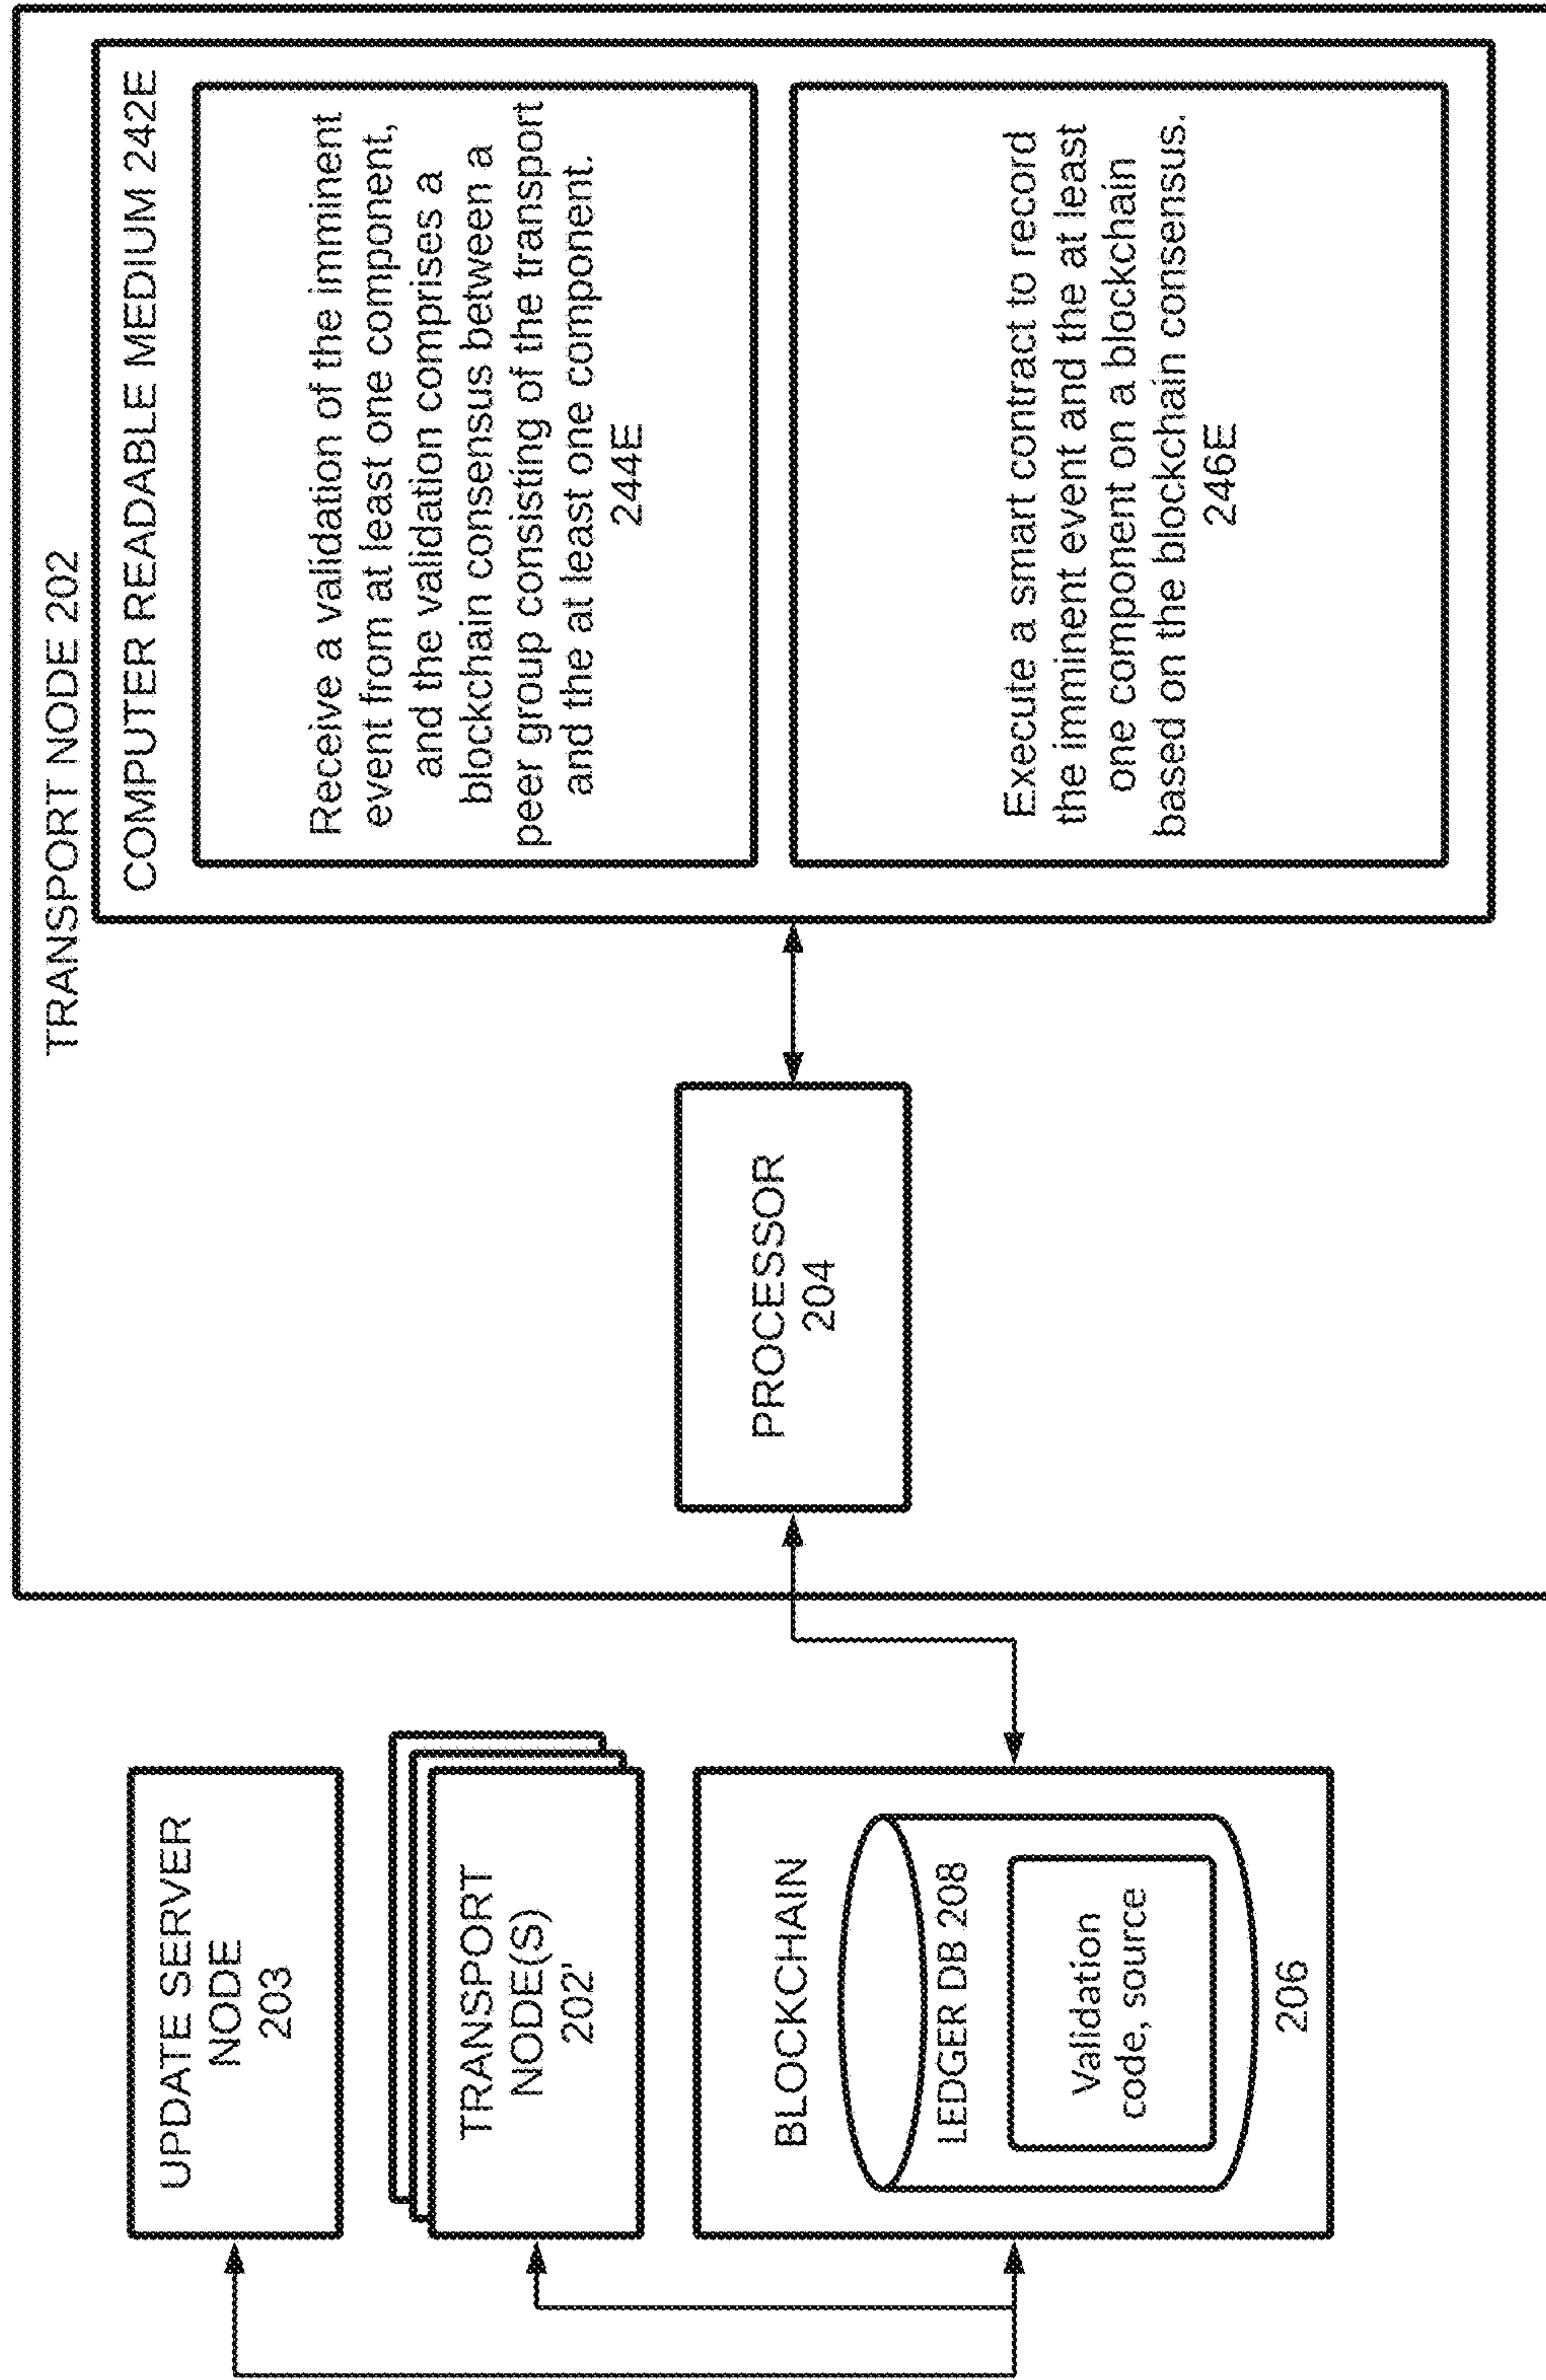 UPDATE SERVER
NODE
203
TRANSPORT
NODE(S)
202'
BLOCKCHAIN
LEDGER DB 208
Validation
code, source
206
TRANSPORT NODE 202
PROCESSOR
204
COMPUTER READABLE MEDIUM 242E
Receive a validation of the imminent
event from at least one component,
and the validation comprises a
blockchain consensus between a
peer group consisting of the transport
and the at least one component.
244E
Execute a smart contract to record
the imminent event and the at least
one component on a blockchain
based on the blockchain consensus.
246E